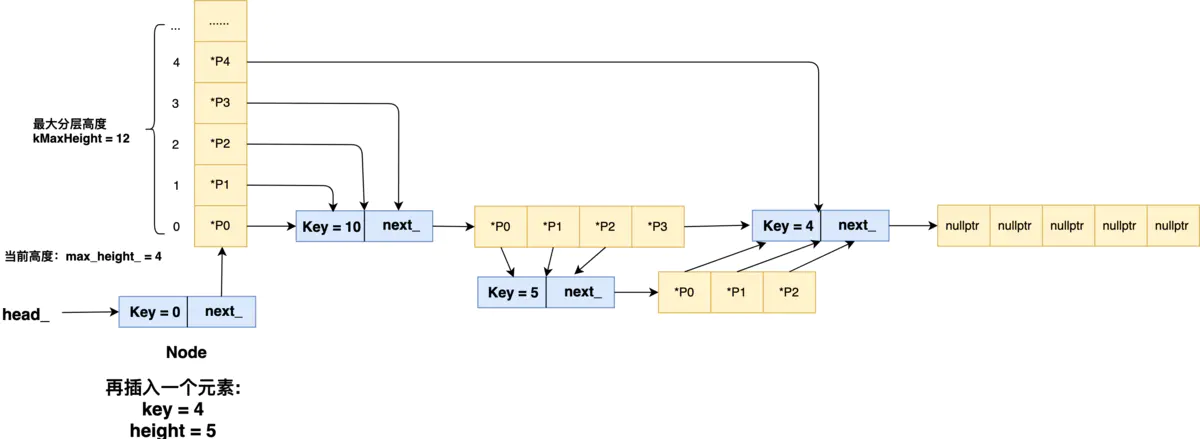 ...
......
4
*P4
3
*P3
最大分层高度
kMaxHeight = 12
2
*P2
1
*P1
0
*P0
Key = 10
next_
*P0
*P1
*P2
*P3
Key = 4
next_
nullptr
nullptr
nullptr
nullptr
nullptr
当前高度：max_height_ = 4
Key = 5
next_
*P0
*P1
*P2
head_
Key = 0
next_
Node
再插入一个元素:
key = 4
height = 5